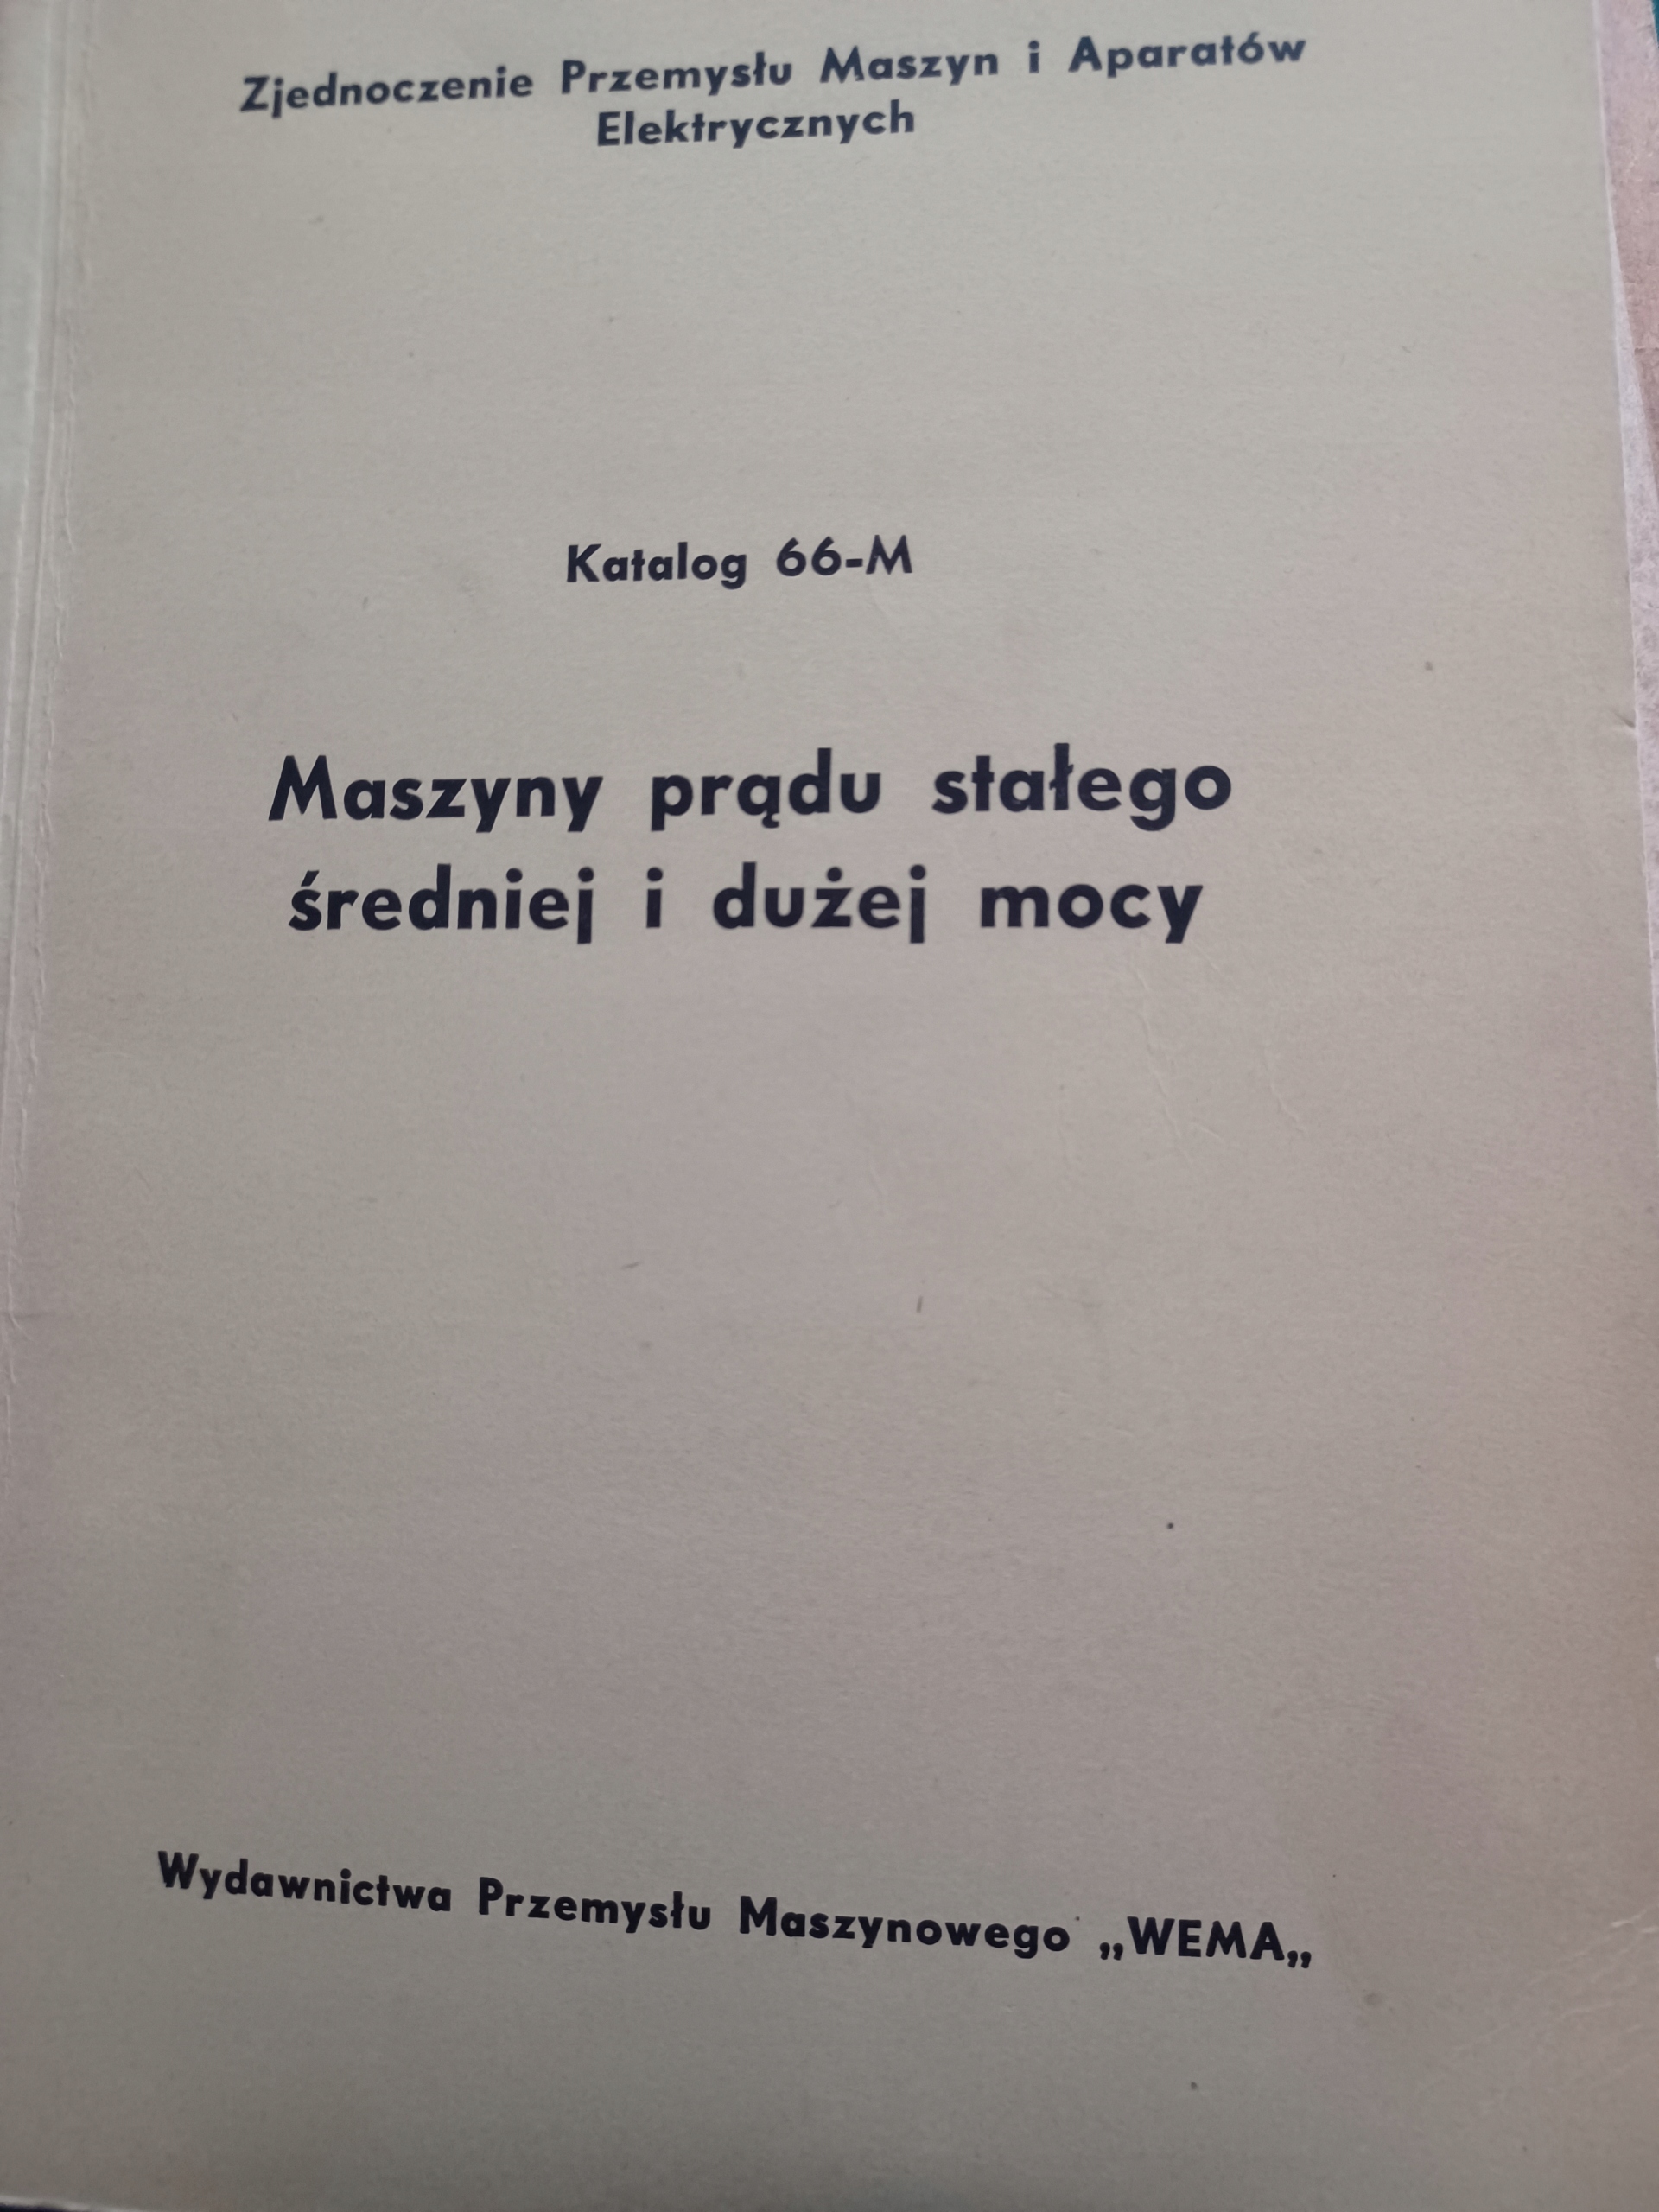 Zjednoczenie Przemysłu Maszyn i Aparatów
Elektrycznych
Katalog 66-M
Maszyny prądu stałego
średniej i dużej mocy
Wydawnictwa Przemysłu Maszynowego „WEMA„